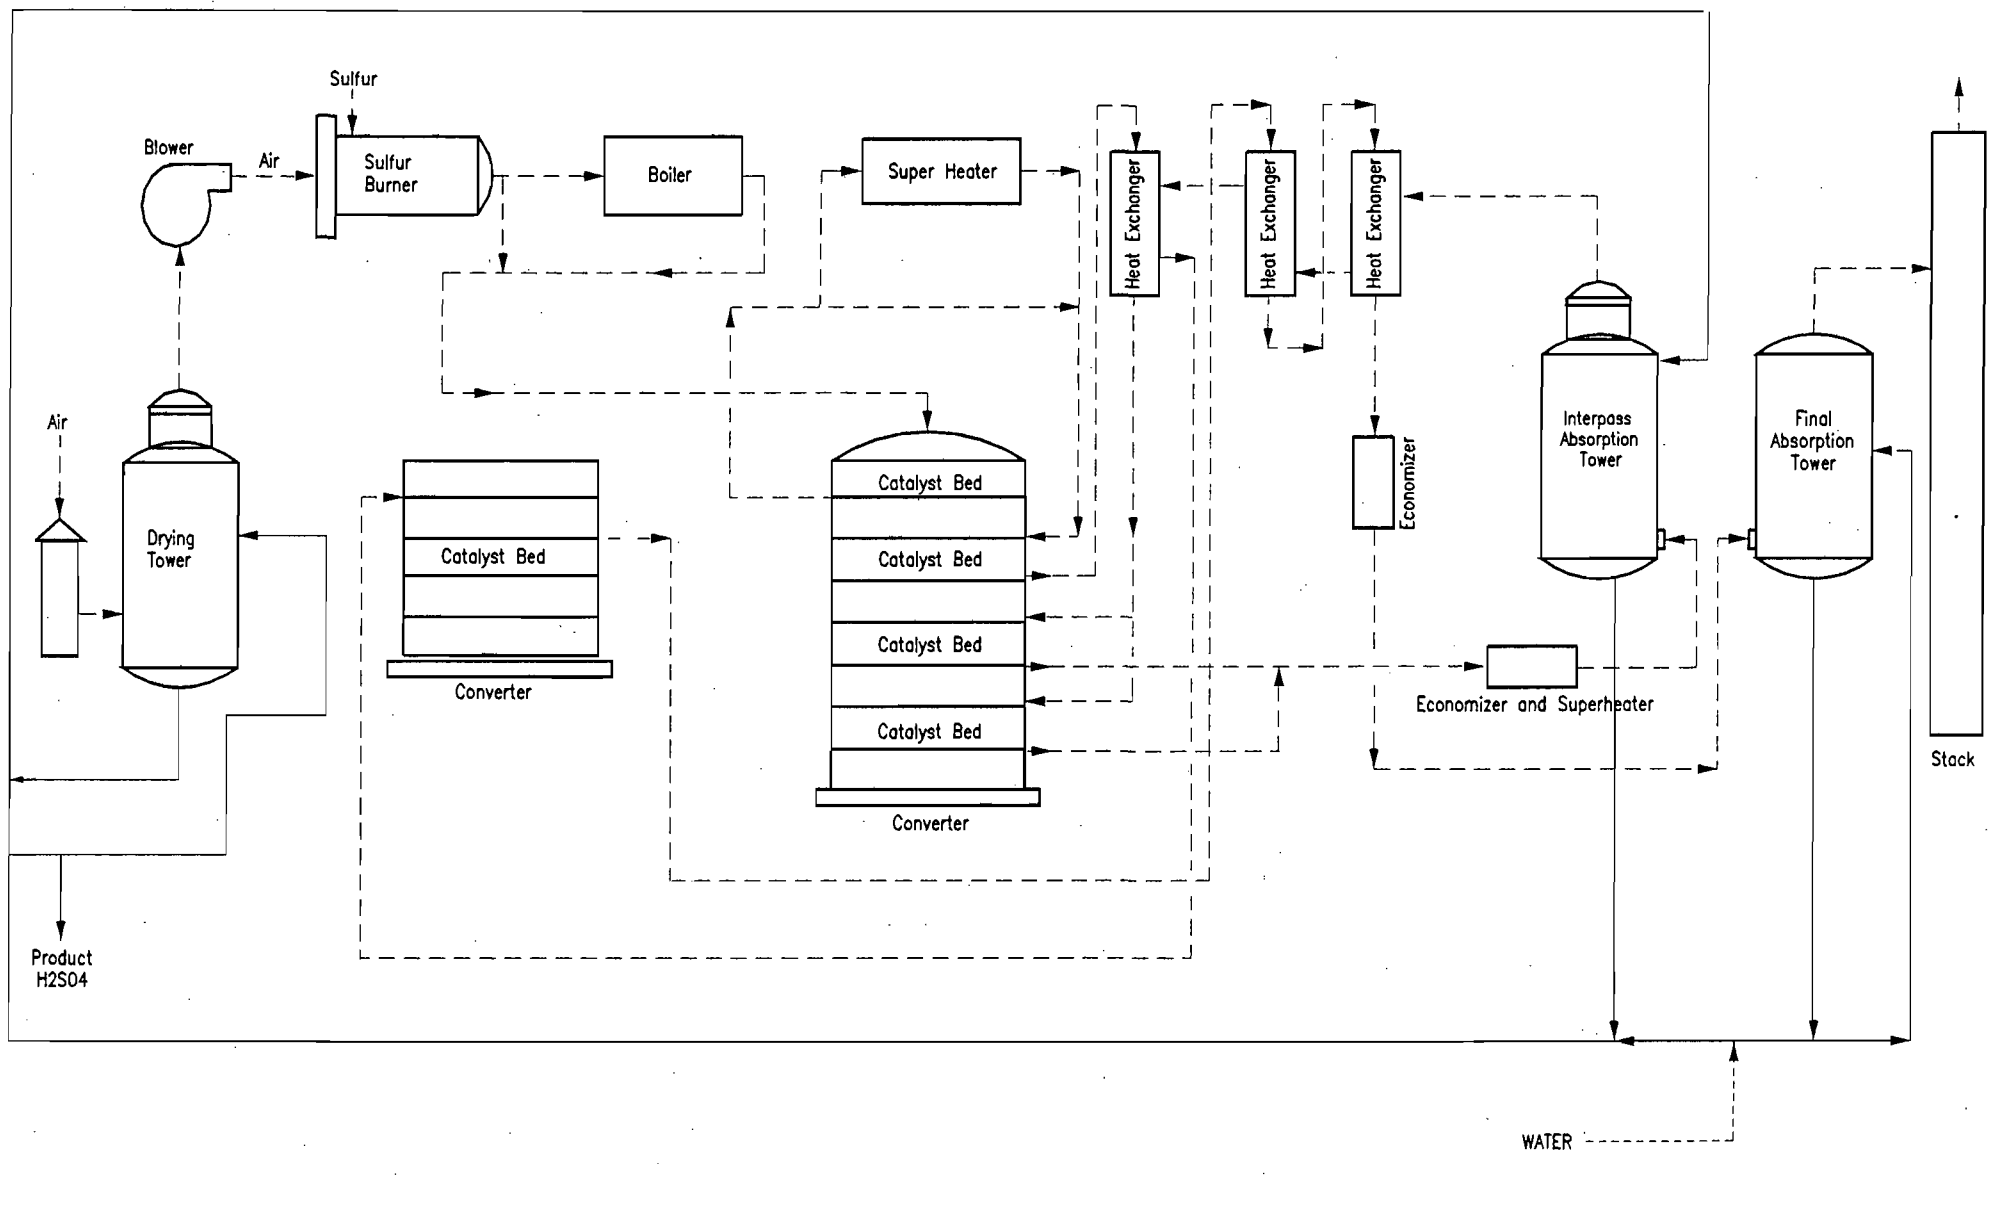 Sulfur
Blower
Air
Sulfur
Burner
Boiler
Super Heater
Heat Exchanger
Heat Exchanger
Heat Exchanger
Air
Drying
Tower
Catalyst Bed
Converter
Catalyst Bed
Catalyst Bed
Catalyst Bed
Catalyst Bed
Converter
Economizer
Economizer and Superheater
Interpass
Absorption
Tower
Final
Absorption
Tower
Stack
Product
H2SO4
WATER